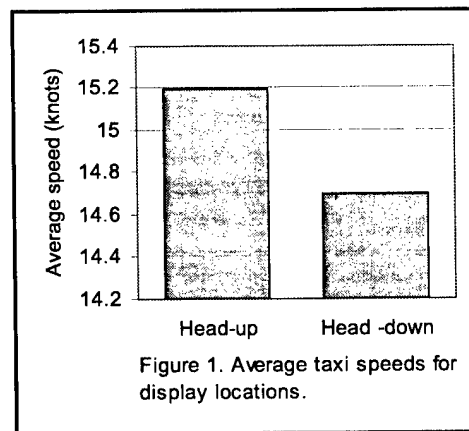 15.4
15.2
15
14.8
14.6
14.4
14.2
Average speed (knots)
Head-up Head -down
Figure 1. Average taxi speeds for
display locations.